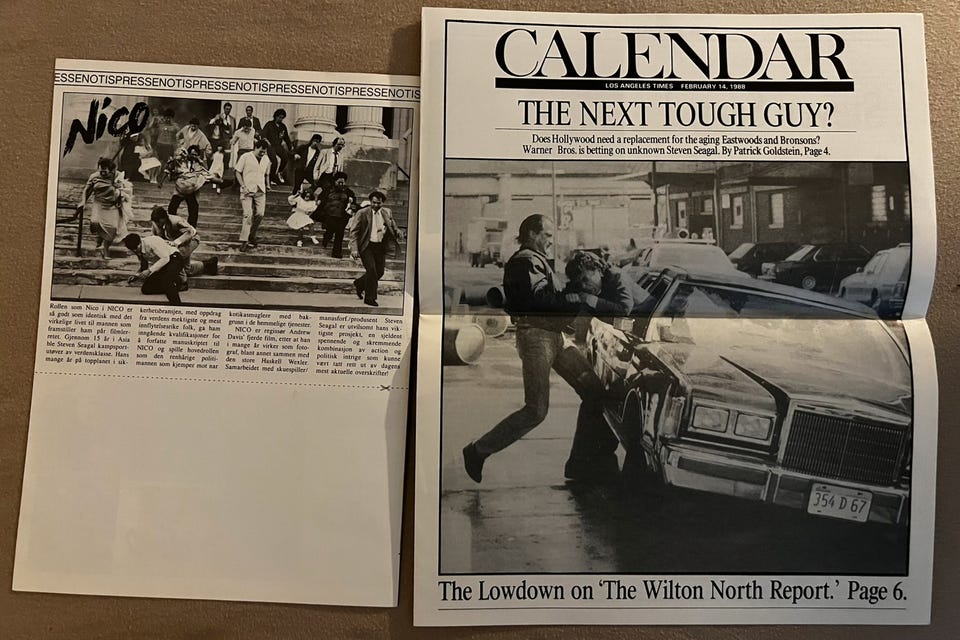 ESSENOTISPRESSENOTISPRESSENOTISPRESSENOTISPRESSENOTIS
Nico
Rollen som Nico i NICO er
så godt som identisk med det
virkelige livet til mannen som
framstiller ham på filmler-
retet. Gjennom 15 år i Asia
ble Steven Seagal kampsport-
utøver av verdensklasse. Hans
mange år på topplanet i sik-
kerhetsbransjen, med oppdrag
fra verdens mektigste og mest
innflytelsesrike folk, ga ham
inngående kvalifikasjoner for
å forfatte manuskriptet til
NICO og spille hovedrollen
som den renhårige politi-
mannen som kjemper mot nar
kotikasmuglere med bak-
grunn i de hemmelige tjenester.
NICO er regissør Andrew
Davis' fjerde film, etter at han
i mange år virket som foto-
graf, blant annet sammen med
den store Haskell Wexler.
Samarbeidet med skuespiller/
manusforf./produsent Steven
Seagal er utvilsomt hans vik-
tigste prosjekt, en sjeldent
spennende og skremmende
kombinasjon av action og
politisk intrige som kunne
vært tatt rett ut av dagens
mest aktuelle overskrifter!
CALENDAR
LOS ANGELES TIMES FEBRUARY 14, 1988
THE NEXT TOUGH GUY?
Does Hollywood need a replacement for the aging Eastwoods and Bronsons?
Warner Bros. is betting on unknown Steven Seagal. By Patrick Goldstein, Page 4.
354 D 67
The Lowdown on 'The Wilton North Report.' Page 6.